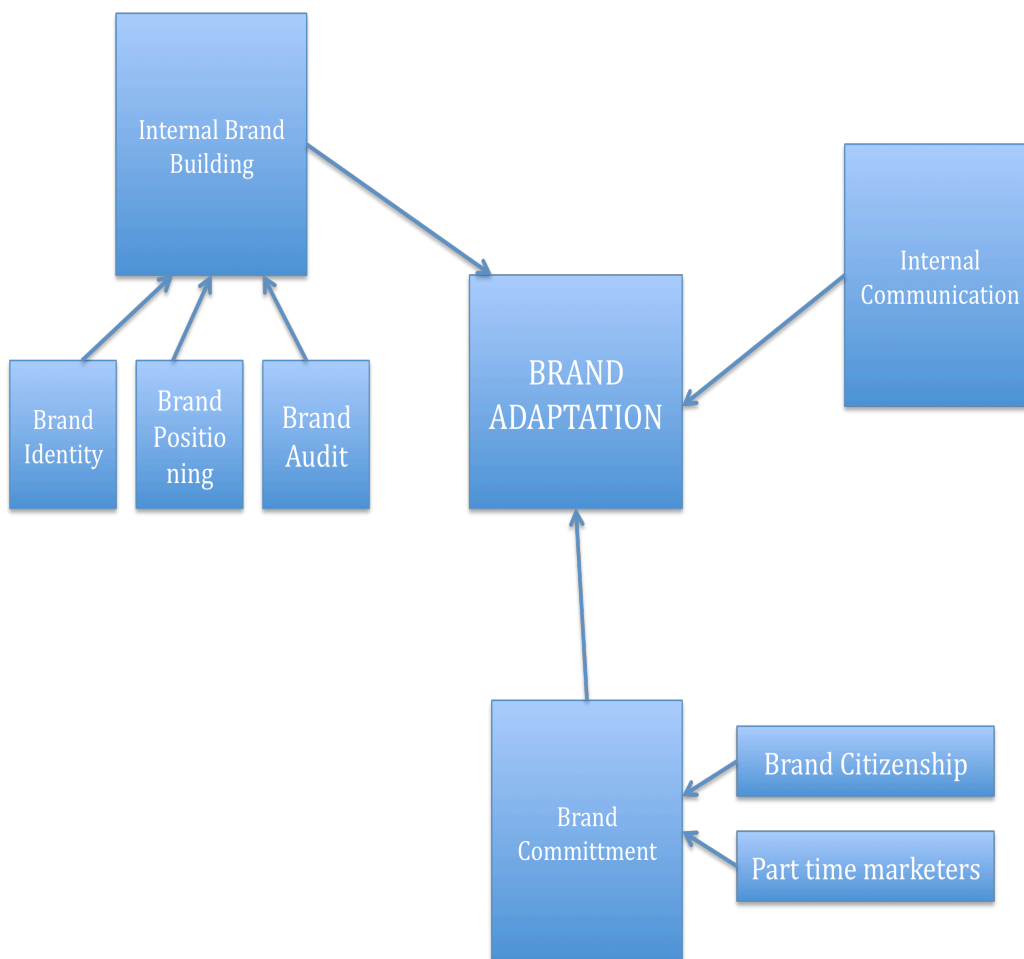 Internal Brand
Building
Internal
Communication
BRAND
ADAPTATION
Brand
Identity
Brand
Positio
ning
Brand
Audit
Brand
Committment
Brand Citizenship
Part time marketers